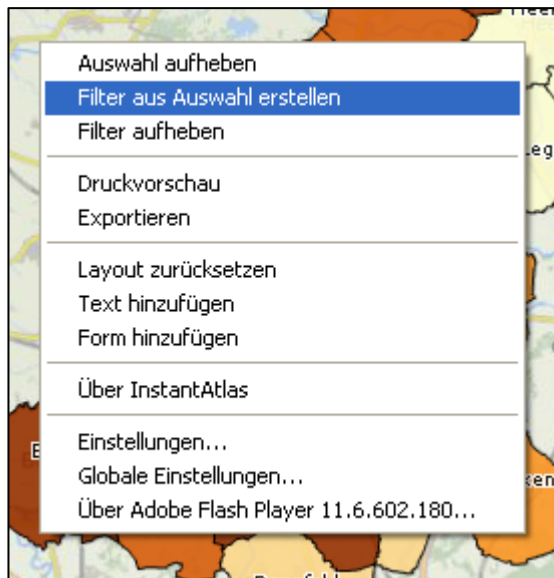 Auswahl aufheben
Filter aus Auswahl erstellen
Filter aufheben
Druckvorschau
Exportieren
Layout zurücksetzen
Text hinzufügen
Form hinzufügen
Über InstantAtlas
Einstellungen...
Globale Einstellungen...
Über Adobe Flash Player 11.6.602.180...